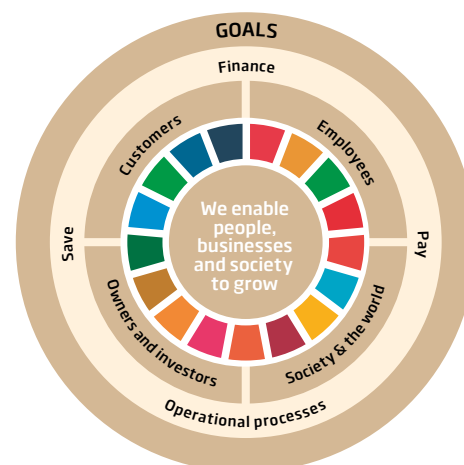 GOALS
Finance
Customers
Employees
Save
We enable
people,
businesses
and society
to grow
Pay
Owners and investors
Society & the world
Operational processes